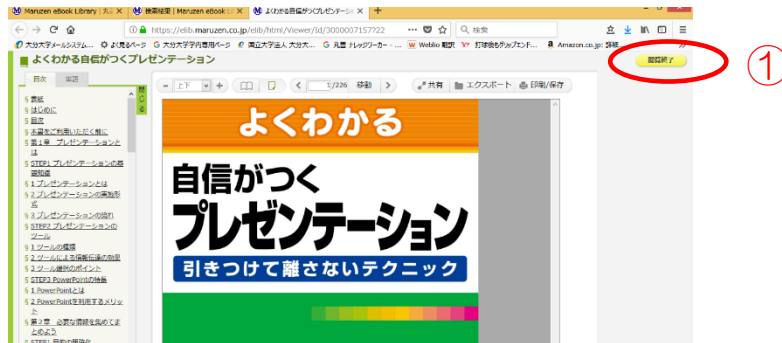 Maruzen eBook Library | 丸
検索結果 | Maruzen eBook Li
よくわかる自信がつくプレゼンテーシ
https://elib.maruzen.co.jp/elib/html/Viewer/Id/3000007157?22
検索
大分大学メールシステム...
よく見るページ
大分大学学内専用ページ
国立大学法人 大分大...
丸善 ナレッジワーカー - ...
Weblio 翻訳
Amazon.co.jp: 詳細
よくわかる自信がつくプレゼンテーション
閲覧終了
①
目次
単語
閉じる
上下
1/226
移動
共有
エクスポート
印刷/保存
§ 表紙
§ はじめに
§ 目次
§ 本書をご利用いただく前に
§ 第1章 プレゼンテーションと
は
§ STEP1 プレゼンテーションの基
礎知識
§ 1 プレゼンテーションとは
§ 2 プレゼンテーションの実施形
式
§ 3 プレゼンテーションの流れ
§ STEP2 プレゼンテーションの
ツール
§ 1 ツールの種類
§ 2 ツールによる情報伝達の効果
§ 3 ツール選択のポイント
§ STEP3 PowerPointの特長
§ 1 PowerPointとは
§ 2 PowerPointを利用するメリッ
ト
§ 第2章 必要な情報を集めてま
とめよう
§ STEP1 目的の明確化
よくわかる
自信がつく
プレゼンテーション
引きつけて離さないテクニック